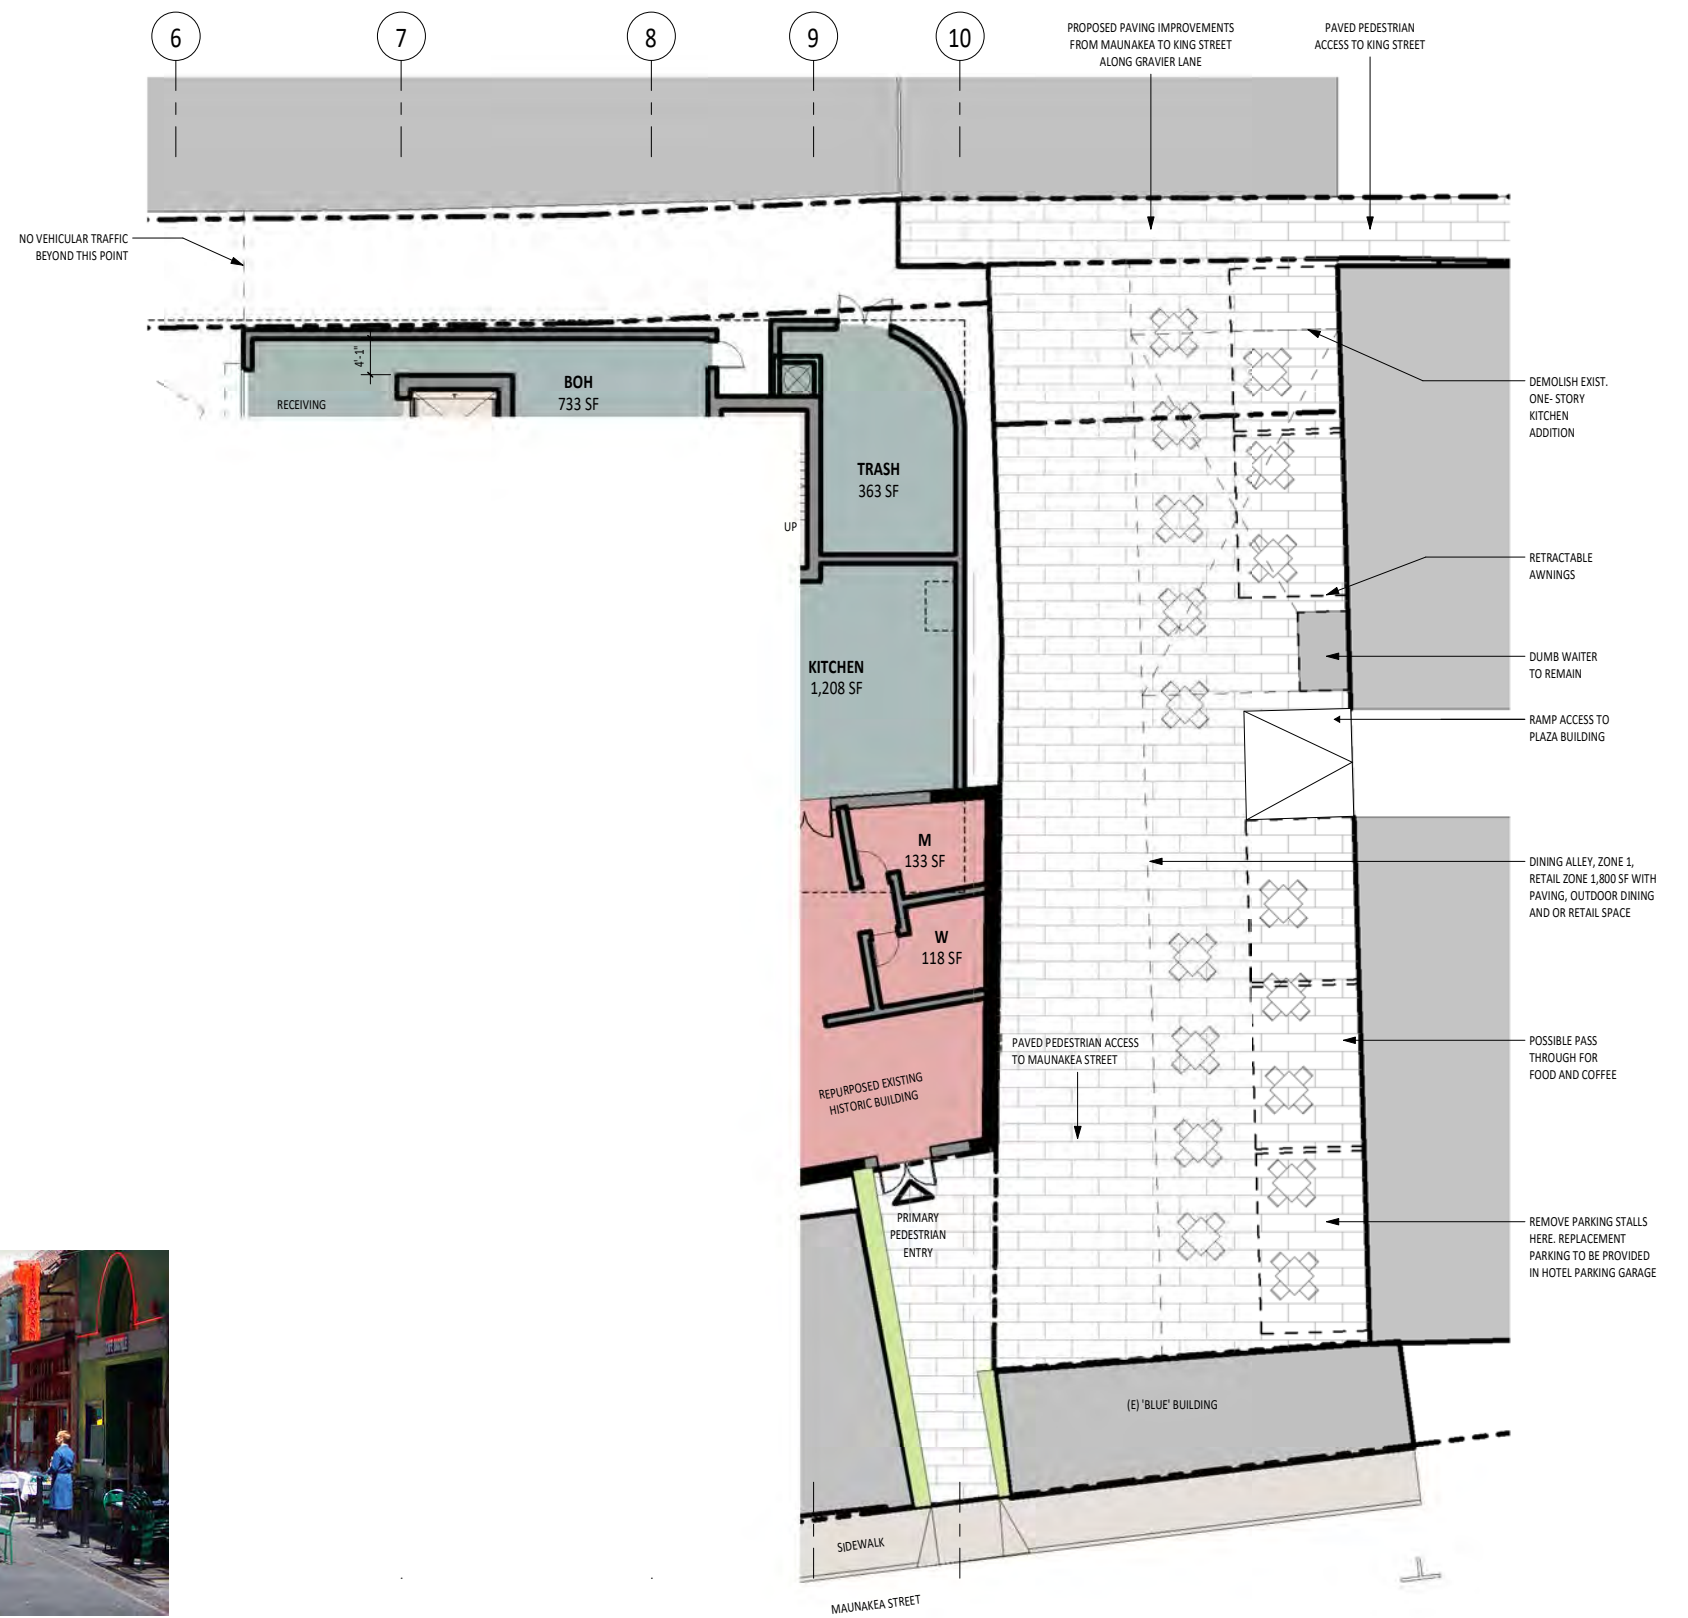 6
7
8
9
10
PROPOSED PAVING IMPROVEMENTS
FROM MAUNAKEA TO KING STREET
ALONG GRAVIER LANE
PAVED PEDESTRIAN
ACCESS TO KING STREET
NO VEHICULAR TRAFFIC
BEYOND THIS POINT
4'-1"
RECEIVING
BOH
733 SF
TRASH
363 SF
UP
KITCHEN
1,208 SF
M
133 SF
W
118 SF
REPURPOSED EXISTING
HISTORIC BUILDING
PAVED PEDESTRIAN ACCESS
TO MAUNAKEA STREET
PRIMARY
PEDESTRIAN
ENTRY
DEMOLISH EXIST.
ONE- STORY
KITCHEN
ADDITION
RETRACTABLE
AWNINGS
DUMB WAITER
TO REMAIN
RAMP ACCESS TO
PLAZA BUILDING
DINING ALLEY, ZONE 1,
RETAIL ZONE 1,800 SF WITH
PAVING, OUTDOOR DINING
AND OR RETAIL SPACE
POSSIBLE PASS
THROUGH FOR
FOOD AND COFFEE
REMOVE PARKING STALLS
HERE. REPLACEMENT
PARKING TO BE PROVIDED
IN HOTEL PARKING GARAGE
(E) 'BLUE' BUILDING
SIDEWALK
MAUNAKEA STREET